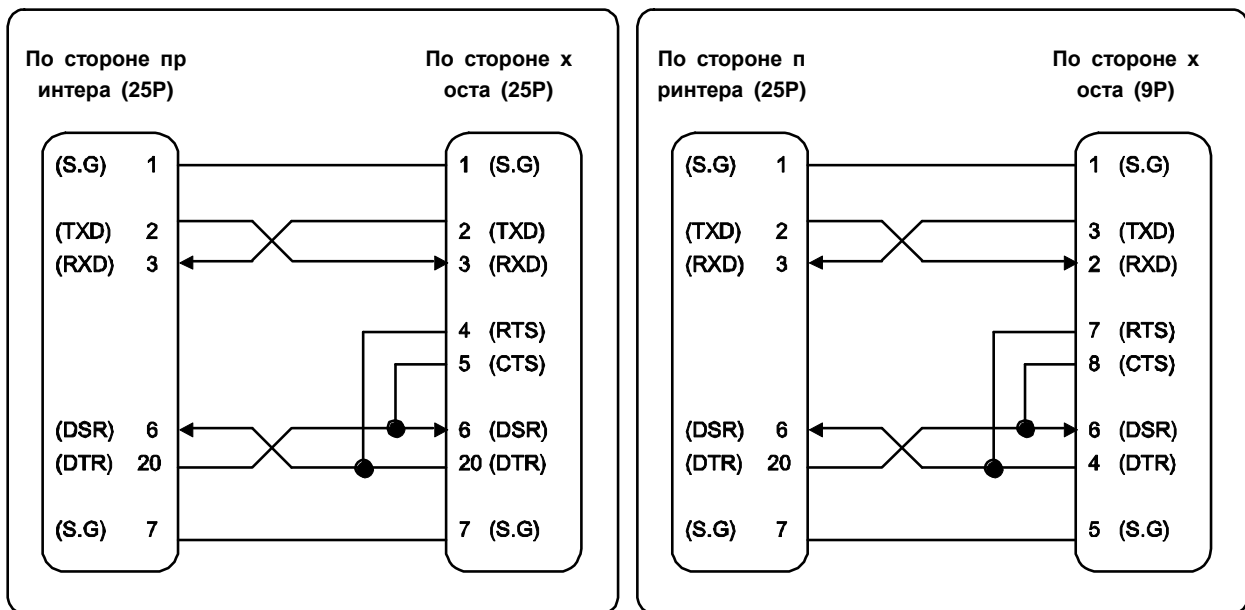 По стороне пр
интера (25P)
По стороне х
оста (25P)
(S.G) 1
1 (S.G)
(TXD) 2
2 (TXD)
(RXD) 3
3 (RXD)
4 (RTS)
5 (CTS)
(DSR) 6
6 (DSR)
(DTR) 20
20 (DTR)
(S.G) 7
7 (S.G)
По стороне п
ринтера (25P)
По стороне х
оста (9P)
(S.G) 1
1 (S.G)
(TXD) 2
3 (TXD)
(RXD) 3
2 (RXD)
7 (RTS)
8 (CTS)
(DSR) 6
6 (DSR)
(DTR) 20
4 (DTR)
(S.G) 7
5 (S.G)